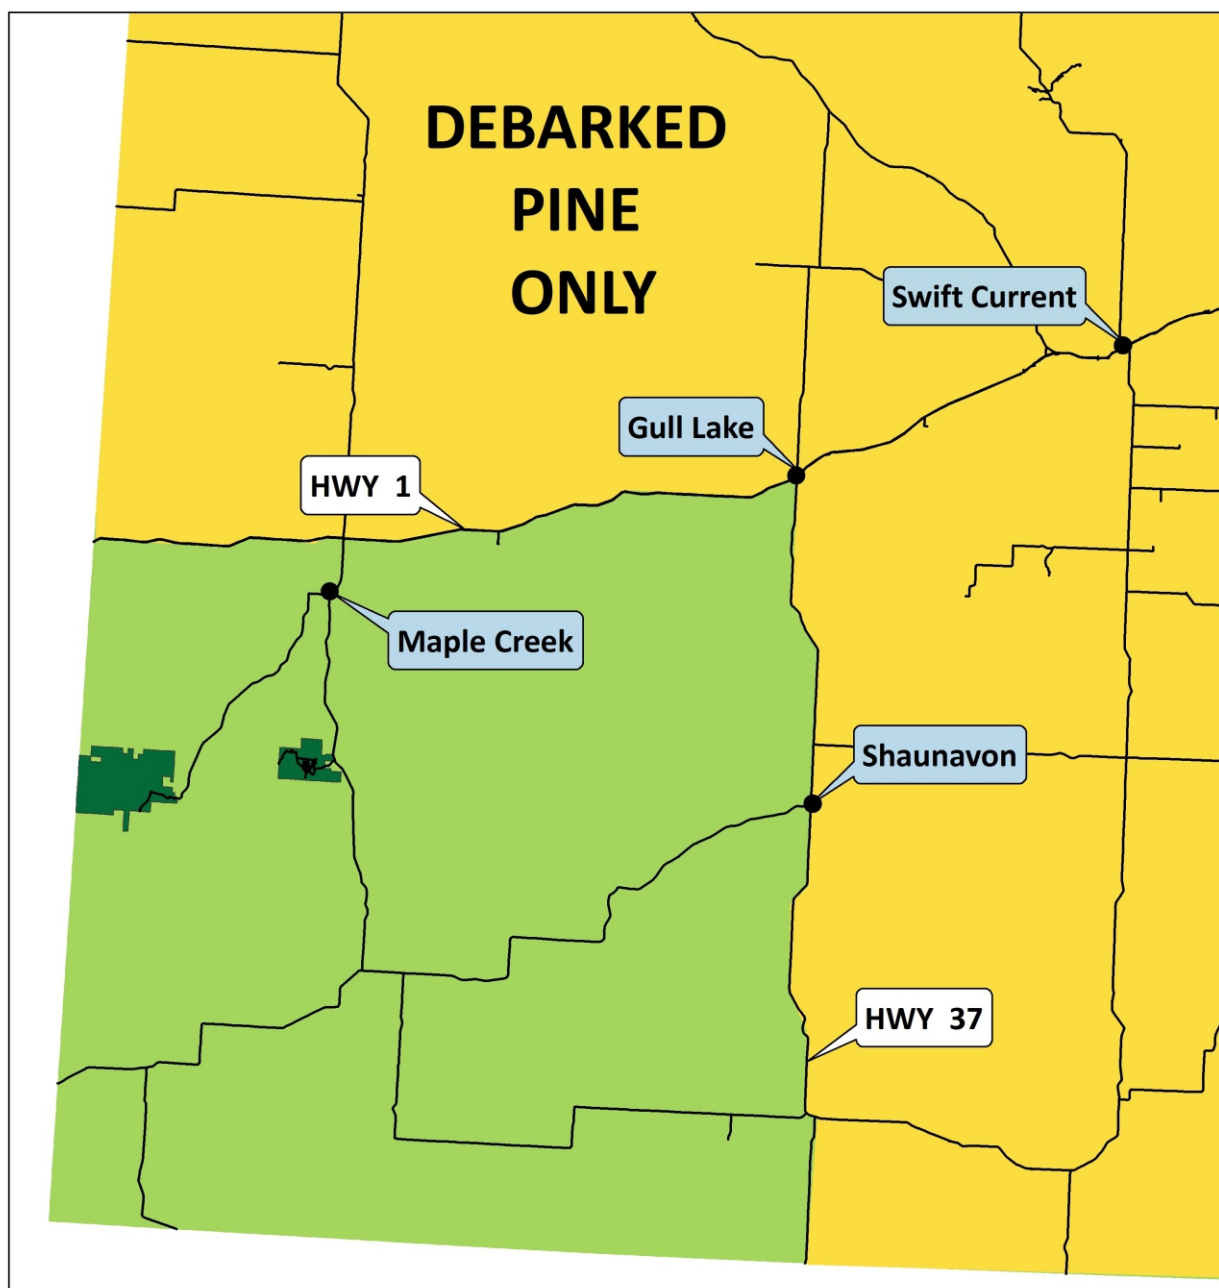 DEBARKED
PINE
ONLY
Swift Current
Gull Lake
HWY 1
Maple Creek
Shaunavon
HWY 37